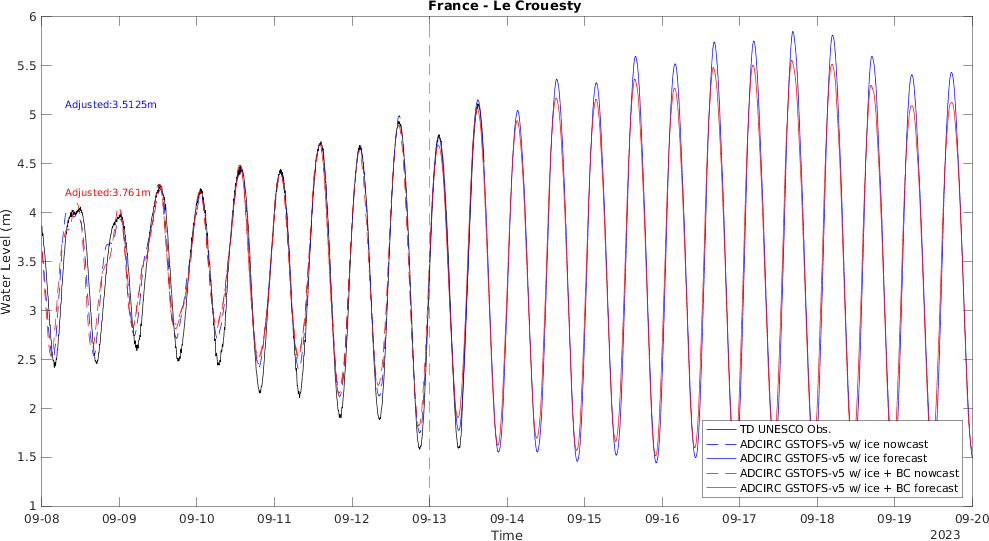 France - Le Crouesty
6
5.5
5
4.5
4
3.5
3
2.5
2
1.5
1
Water Level (m)
Adjusted:3.5125m
Adjusted:3.761m
TD UNESCO Obs.
ADCIRC GSTOFS-v5 w/ ice nowcast
ADCIRC GSTOFS-v5 w/ ice forecast
ADCIRC GSTOFS-v5 w/ ice + BC nowcast
ADCIRC GSTOFS-v5 w/ ice + BC forecast
09-08 09-09 09-10 09-11 09-12 09-13 09-14 09-15 09-16 09-17 09-18 09-19 09-20
Time
2023